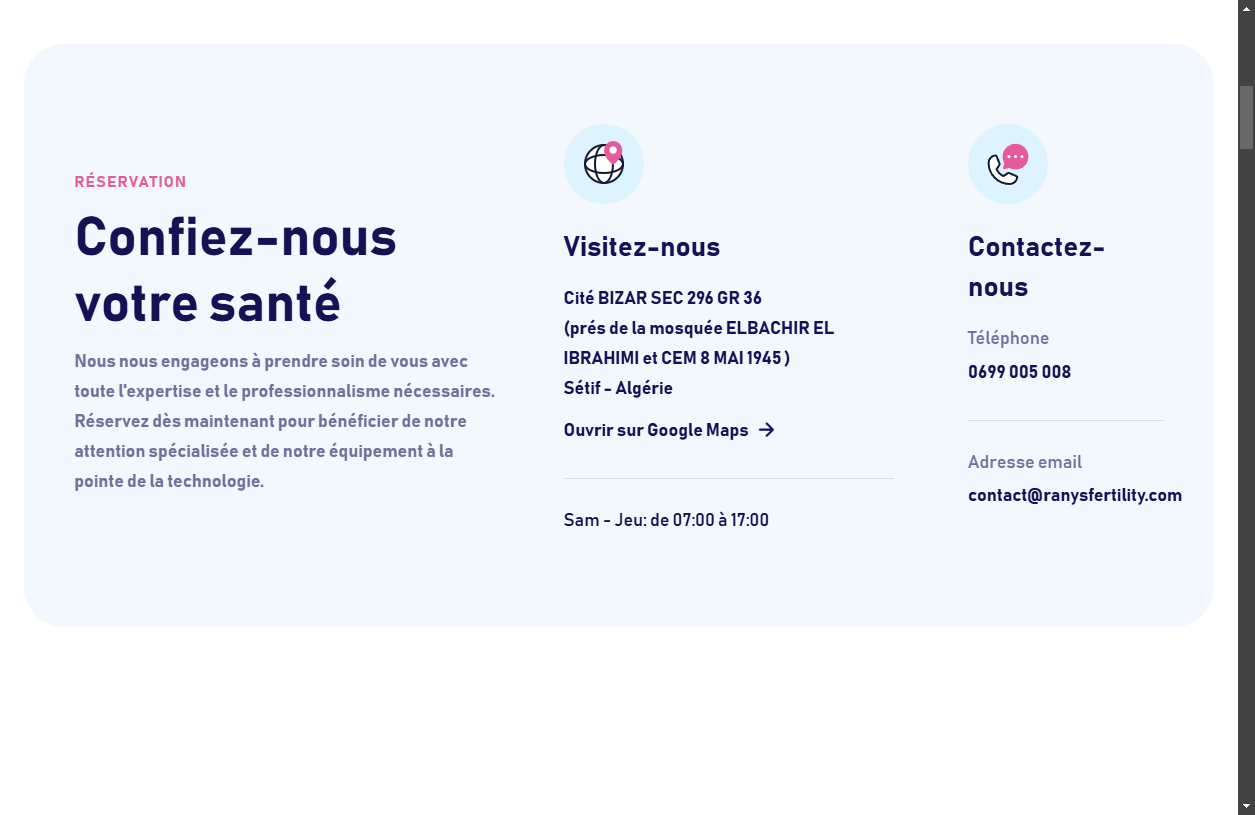 RÉSERVATION
Confiez-nous
votre santé
Nous nous engageons à prendre soin de vous avec
toute l'expertise et le professionnalisme nécessaires.
Réservez dès maintenant pour bénéficier de notre
attention spécialisée et de notre équipement à la
pointe de la technologie.
Visitez-nous
Cité BIZAR SEC 296 GR 36
(prés de la mosquée ELBACHIR EL
IBRAHIMI et CEM 8 MAI 1945 )
Sétif - Algérie
Ouvrir sur Google Maps →
Sam - Jeu: de 07:00 à 17:00
Contactez-
nous
Téléphone
0699 005 008
Adresse email
contact@ranysfertility.com